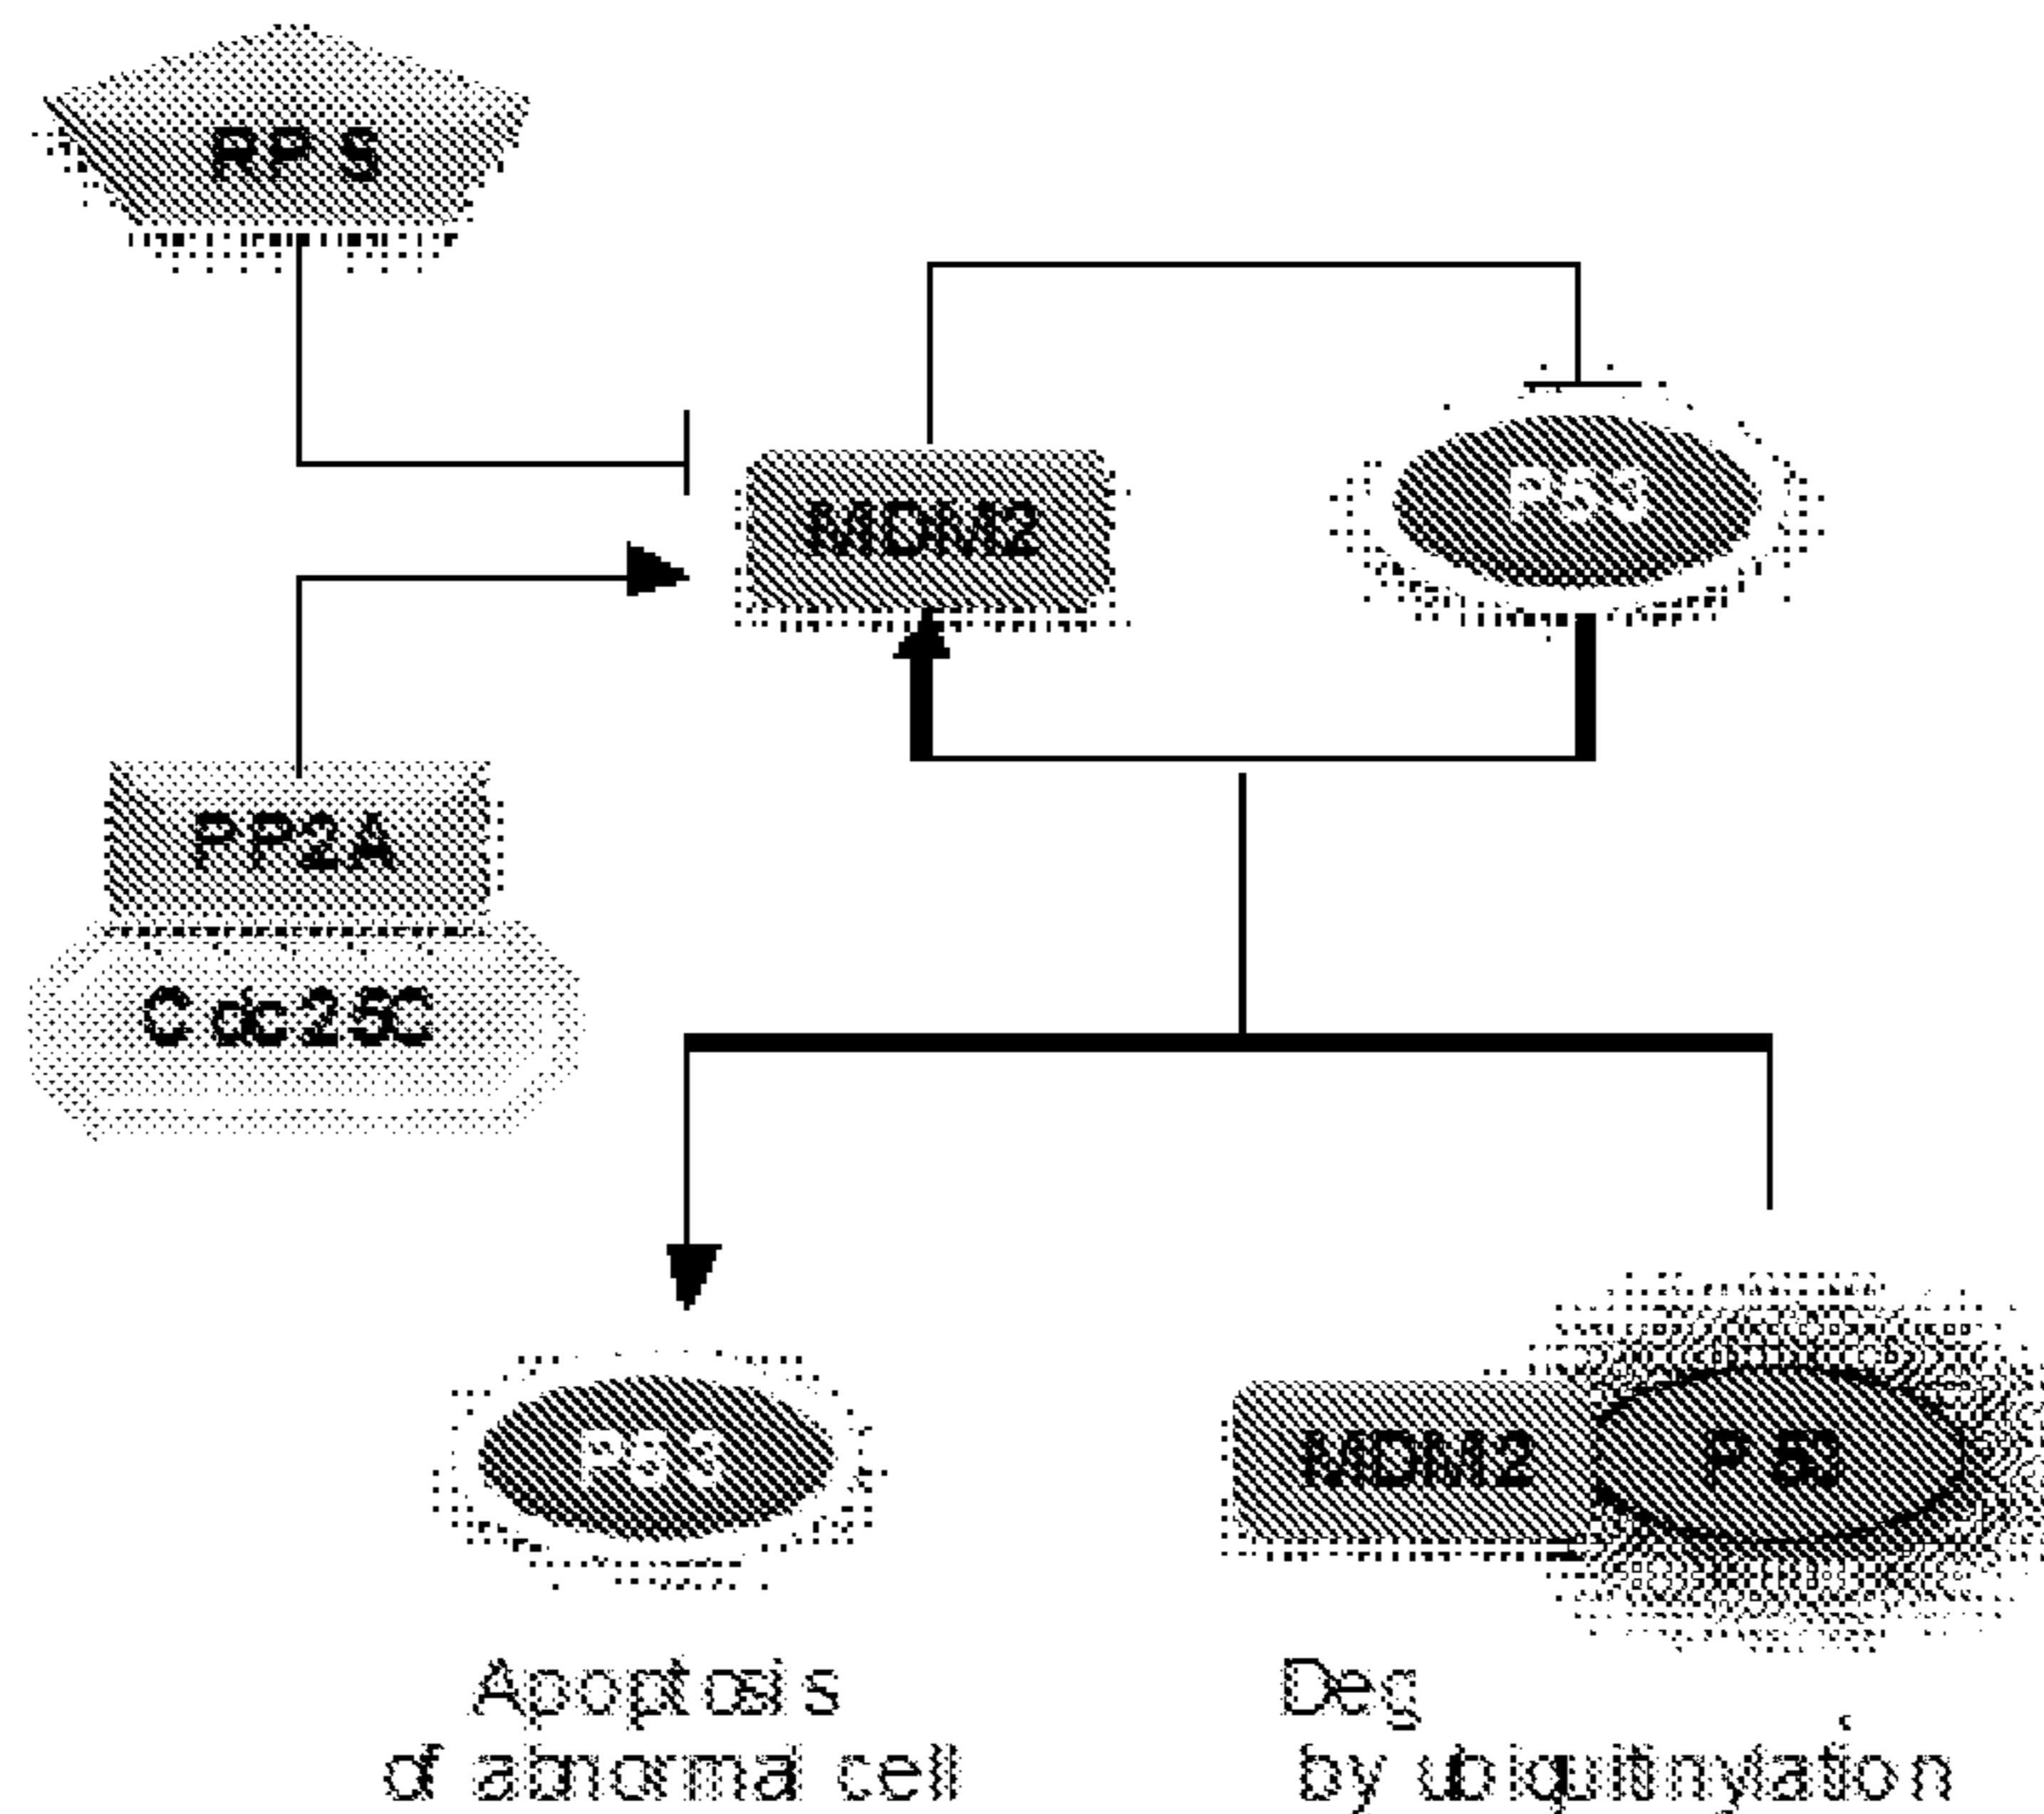 RPS
MDM2
P53
PP2A
Cdc25C
P53
MDM2
P53
Apoptosis
of abnormal cell
Deg
by ubiquitinylation